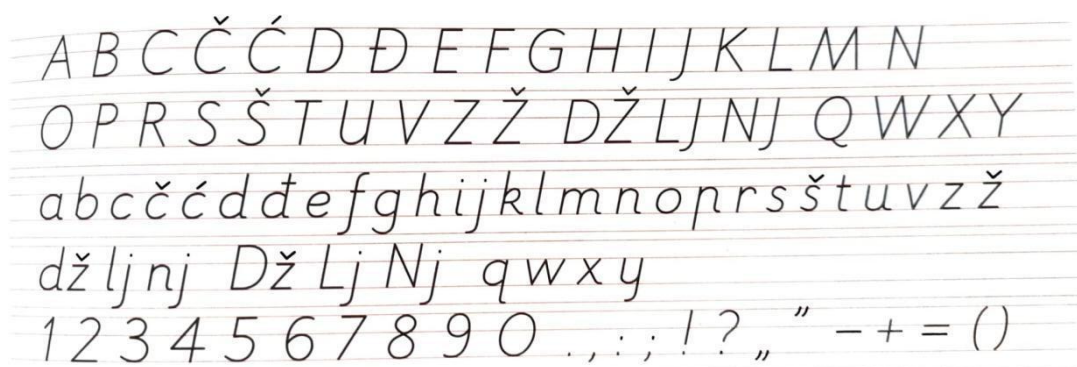 A B C Č Ć D Đ E F G H I J K L M N
O P R S Š T U V Z Ž DŽ LJ NJ Q W X Y
a b c č ć d đ e f g h i j k l m n o p r s š t u v z ž
dž lj nj Dž Lj Nj q w x y
1 2 3 4 5 6 7 8 9 0 . , : ; ! ? „ ” – + = ( )